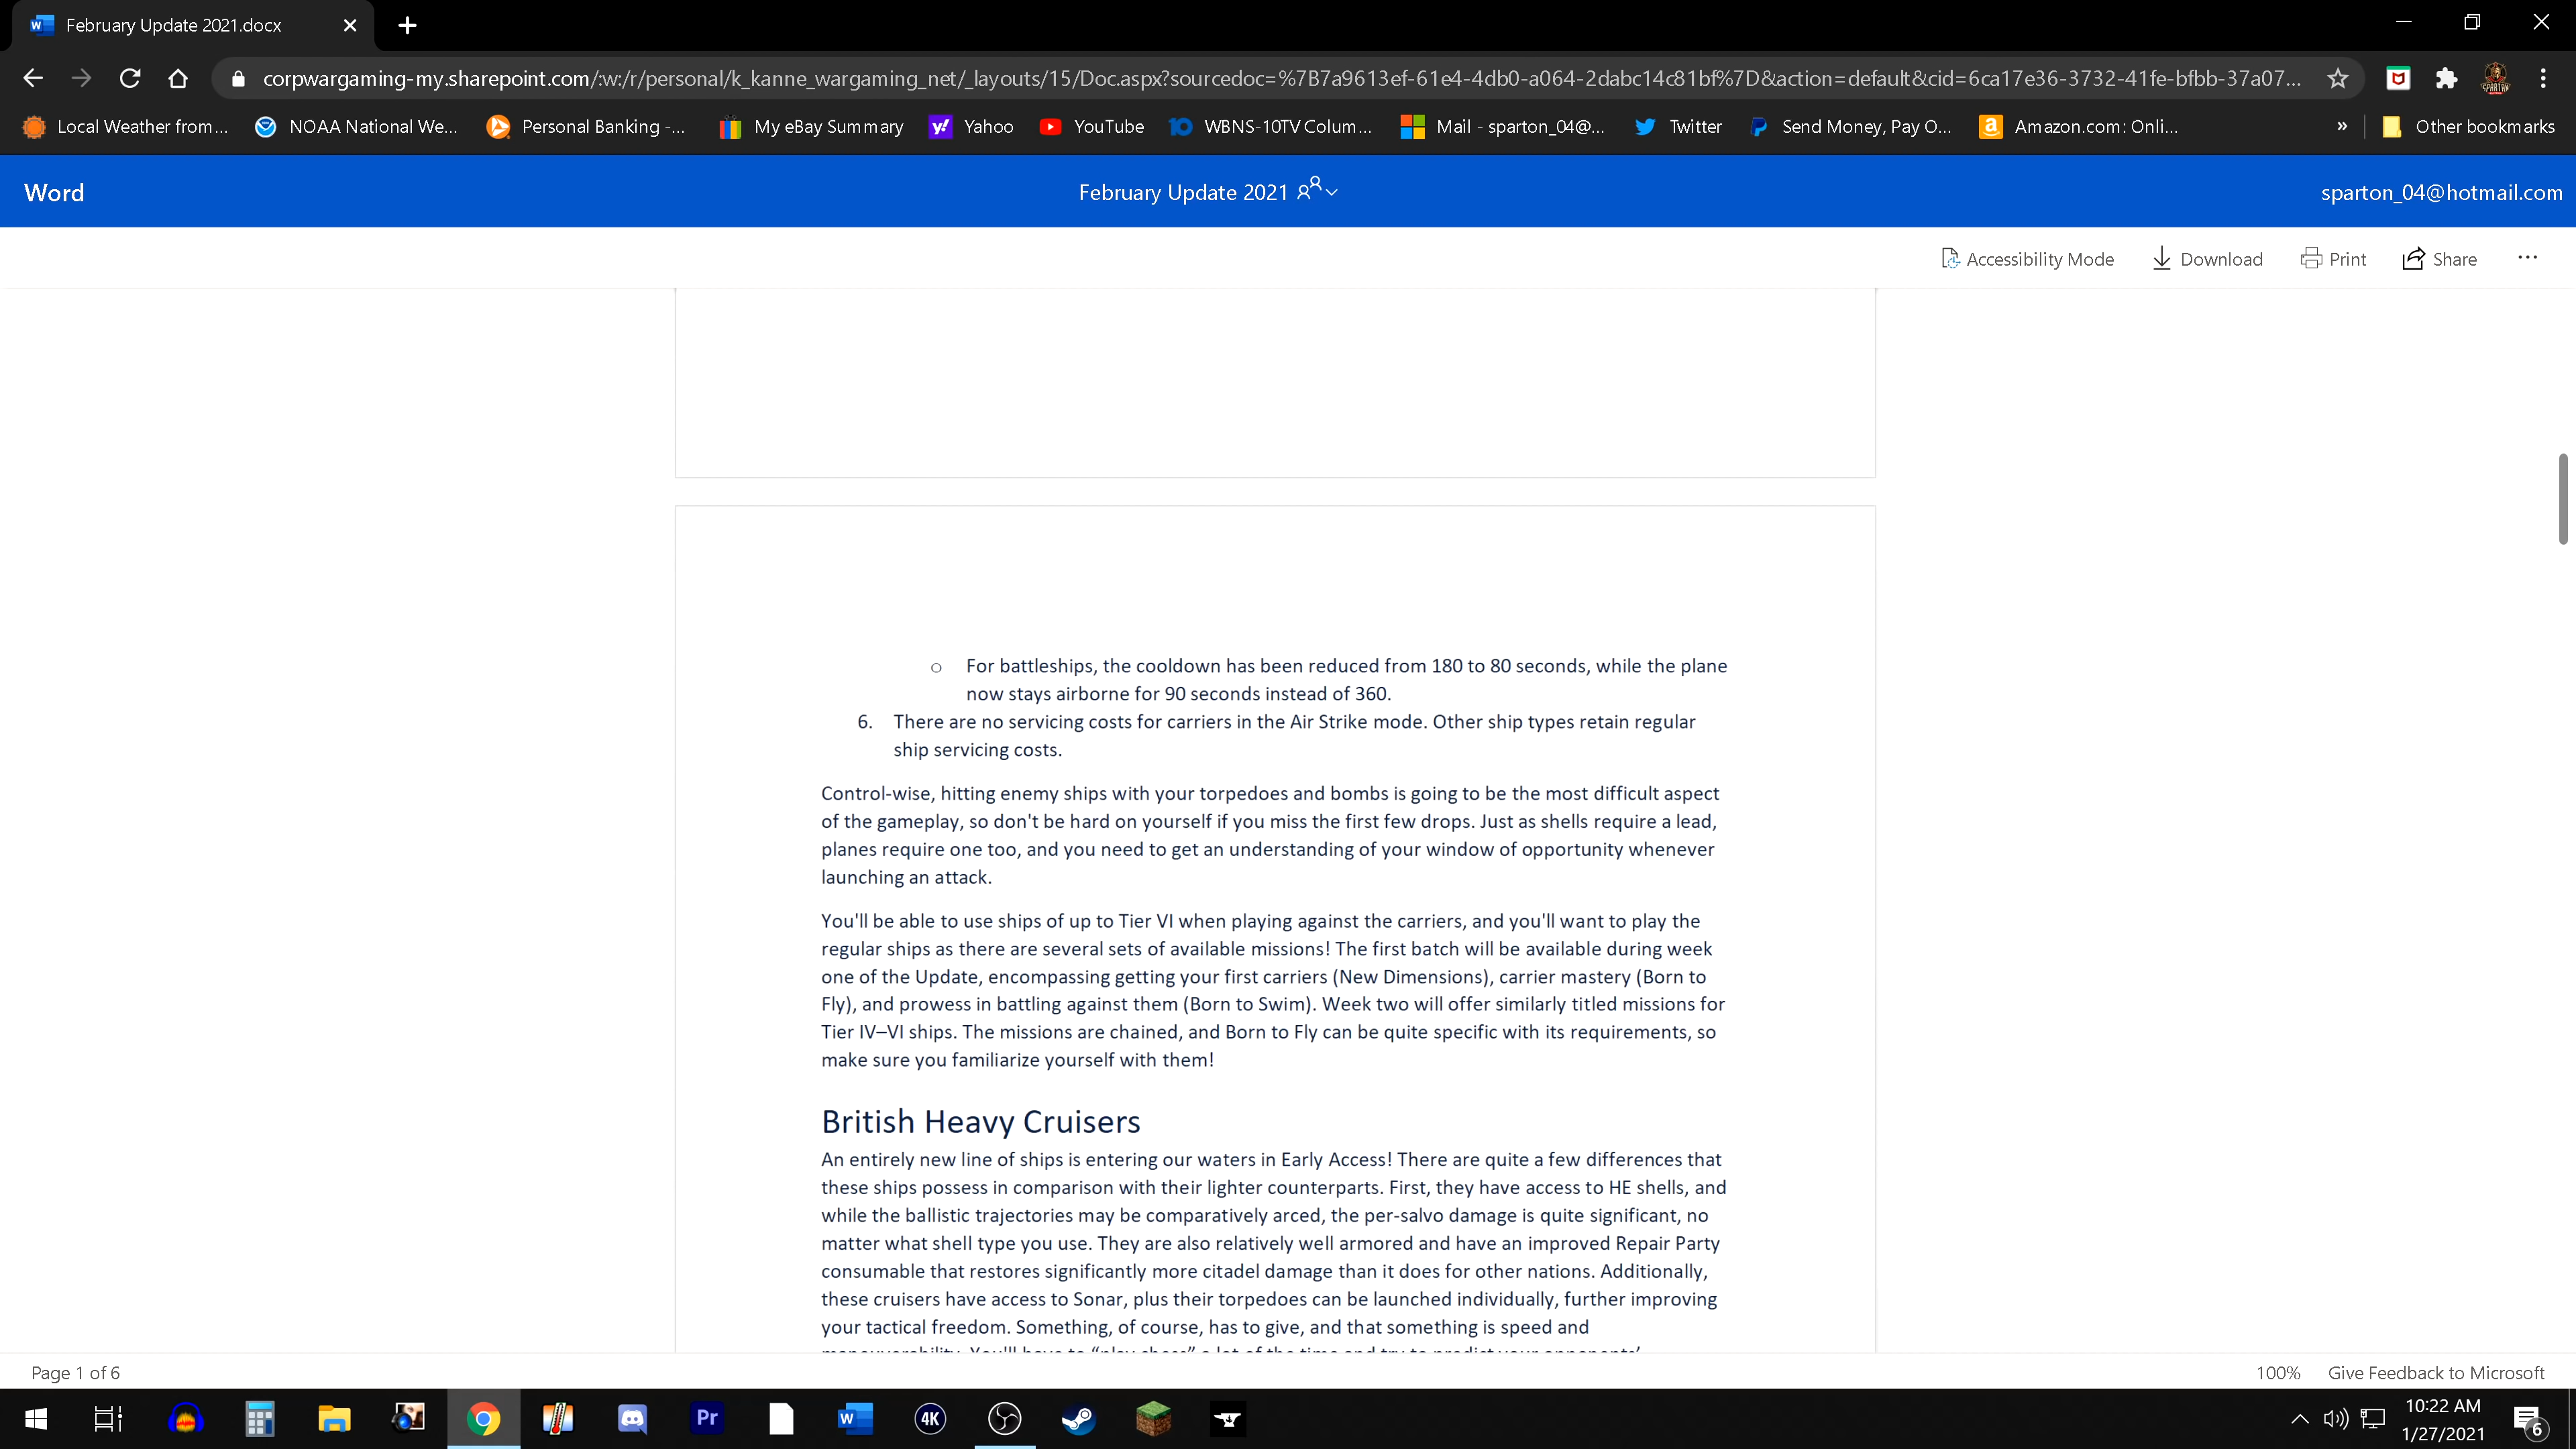 February Update 2021.docx
corpwargaming-my.sharepoint.com/:w:/r/personal/k_kanne_wargaming_net/_layouts/15/Doc.aspx?sourcedoc=%7B7a9613ef-61e4-4db0-a064-2dabc14c81bf%7D&action=default&cid=6ca17e36-3732-41fe-bfbb-37a07...
Local Weather from... NOAA National We... Personal Banking -... My eBay Summary Yahoo YouTube WBNS-10TV Colum... Mail - sparton_04@... Twitter Send Money, Pay O... Amazon.com: Onli... » Other bookmarks
Word February Update 2021 sparton_04@hotmail.com
Accessibility Mode Download Print Share ...
o For battleships, the cooldown has been reduced from 180 to 80 seconds, while the plane
now stays airborne for 90 seconds instead of 360.
6. There are no servicing costs for carriers in the Air Strike mode. Other ship types retain regular
ship servicing costs.
Control-wise, hitting enemy ships with your torpedoes and bombs is going to be the most difficult aspect
of the gameplay, so don't be hard on yourself if you miss the first few drops. Just as shells require a lead,
planes require one too, and you need to get an understanding of your window of opportunity whenever
launching an attack.
You'll be able to use ships of up to Tier VI when playing against the carriers, and you'll want to play the
regular ships as there are several sets of available missions! The first batch will be available during week
one of the Update, encompassing getting your first carriers (New Dimensions), carrier mastery (Born to
Fly), and prowess in battling against them (Born to Swim). Week two will offer similarly titled missions for
Tier IV–VI ships. The missions are chained, and Born to Fly can be quite specific with its requirements, so
make sure you familiarize yourself with them!
British Heavy Cruisers
An entirely new line of ships is entering our waters in Early Access! There are quite a few differences that
these ships possess in comparison with their lighter counterparts. First, they have access to HE shells, and
while the ballistic trajectories may be comparatively arced, the per-salvo damage is quite significant, no
matter what shell type you use. They are also relatively well armored and have an improved Repair Party
consumable that restores significantly more citadel damage than it does for other nations. Additionally,
these cruisers have access to Sonar, plus their torpedoes can be launched individually, further improving
your tactical freedom. Something, of course, has to give, and that something is speed and
maneuverability. You'll have to "play chess" a lot of the time and try to predict your opponents'
Page 1 of 6 100% Give Feedback to Microsoft
Pr W 4K
10:22 AM
1/27/2021
6